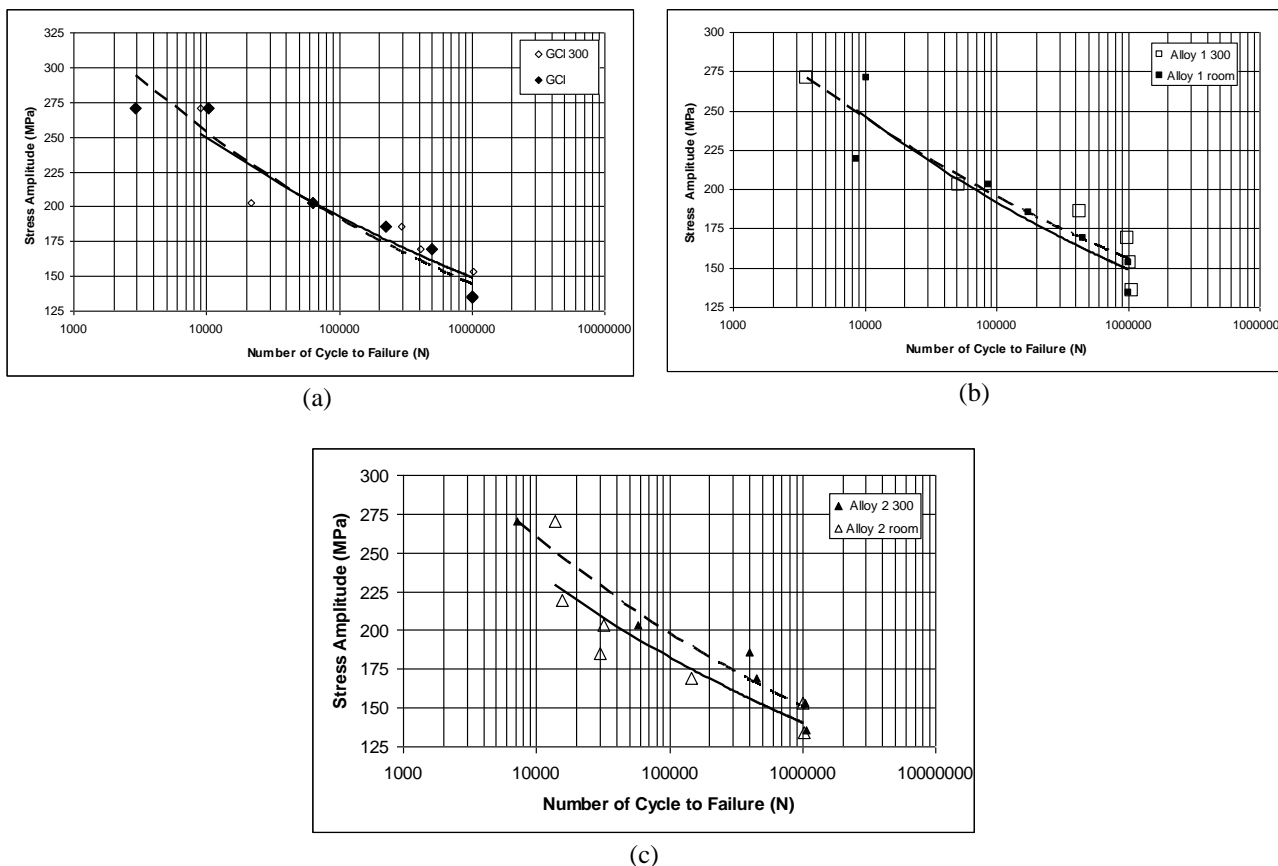 325
300
275
250
225
200
175
150
125
Stress Amplitude (MPa)
1000
10000
100000
1000000
10000000
Number of Cycle to Failure (N)
GCI 300
GCI
(a)
300
275
250
225
200
175
150
125
Stress Amplitude (MPa)
1000
10000
100000
1000000
1000000
Number of Cycle to Failure (N)
Alloy 1 300
Alloy 1 room
(b)
300
275
250
225
200
175
150
125
Stress Amplitude (MPa)
1000
10000
100000
1000000
10000000
Number of Cycle to Failure (N)
Alloy 2 300
Alloy 2 room
(c)